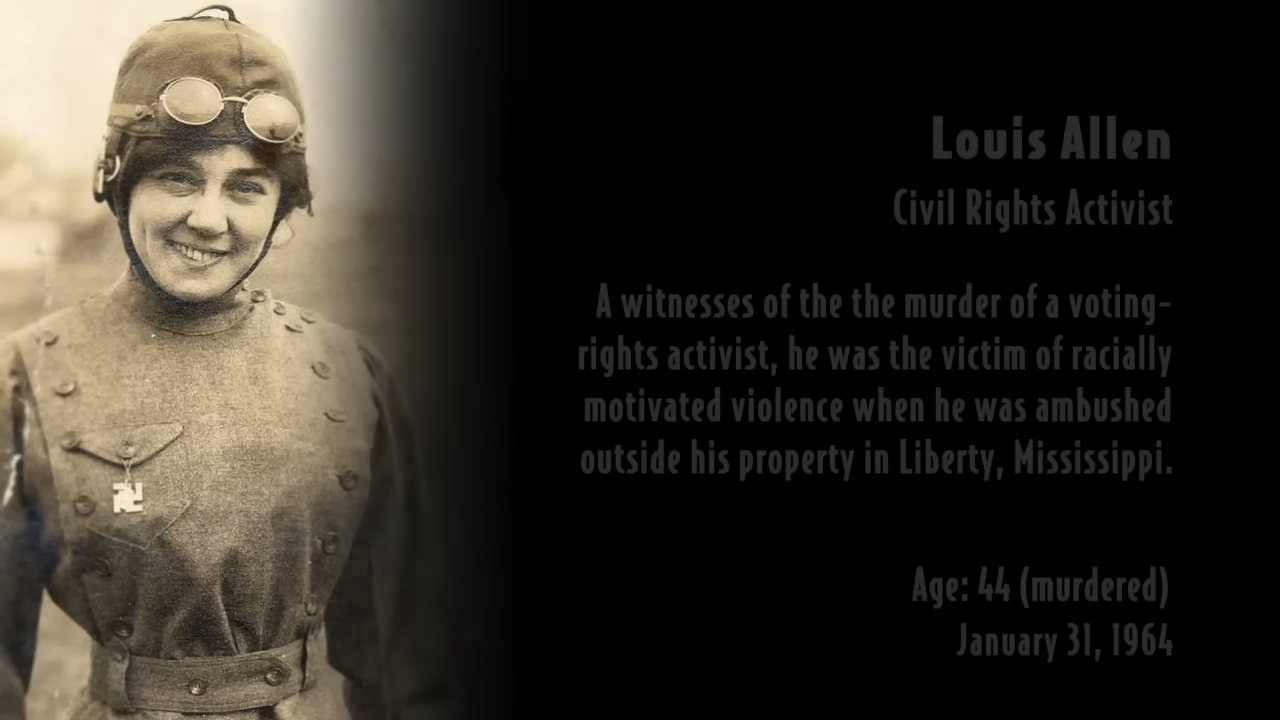 Louis Allen
Civil Rights Activist
A witnesses of the the murder of a voting-
rights activist, he was the victim of racially
motivated violence when he was ambushed
outside his property in Liberty, Mississippi.
Age: 44 (murdered)
January 31, 1964